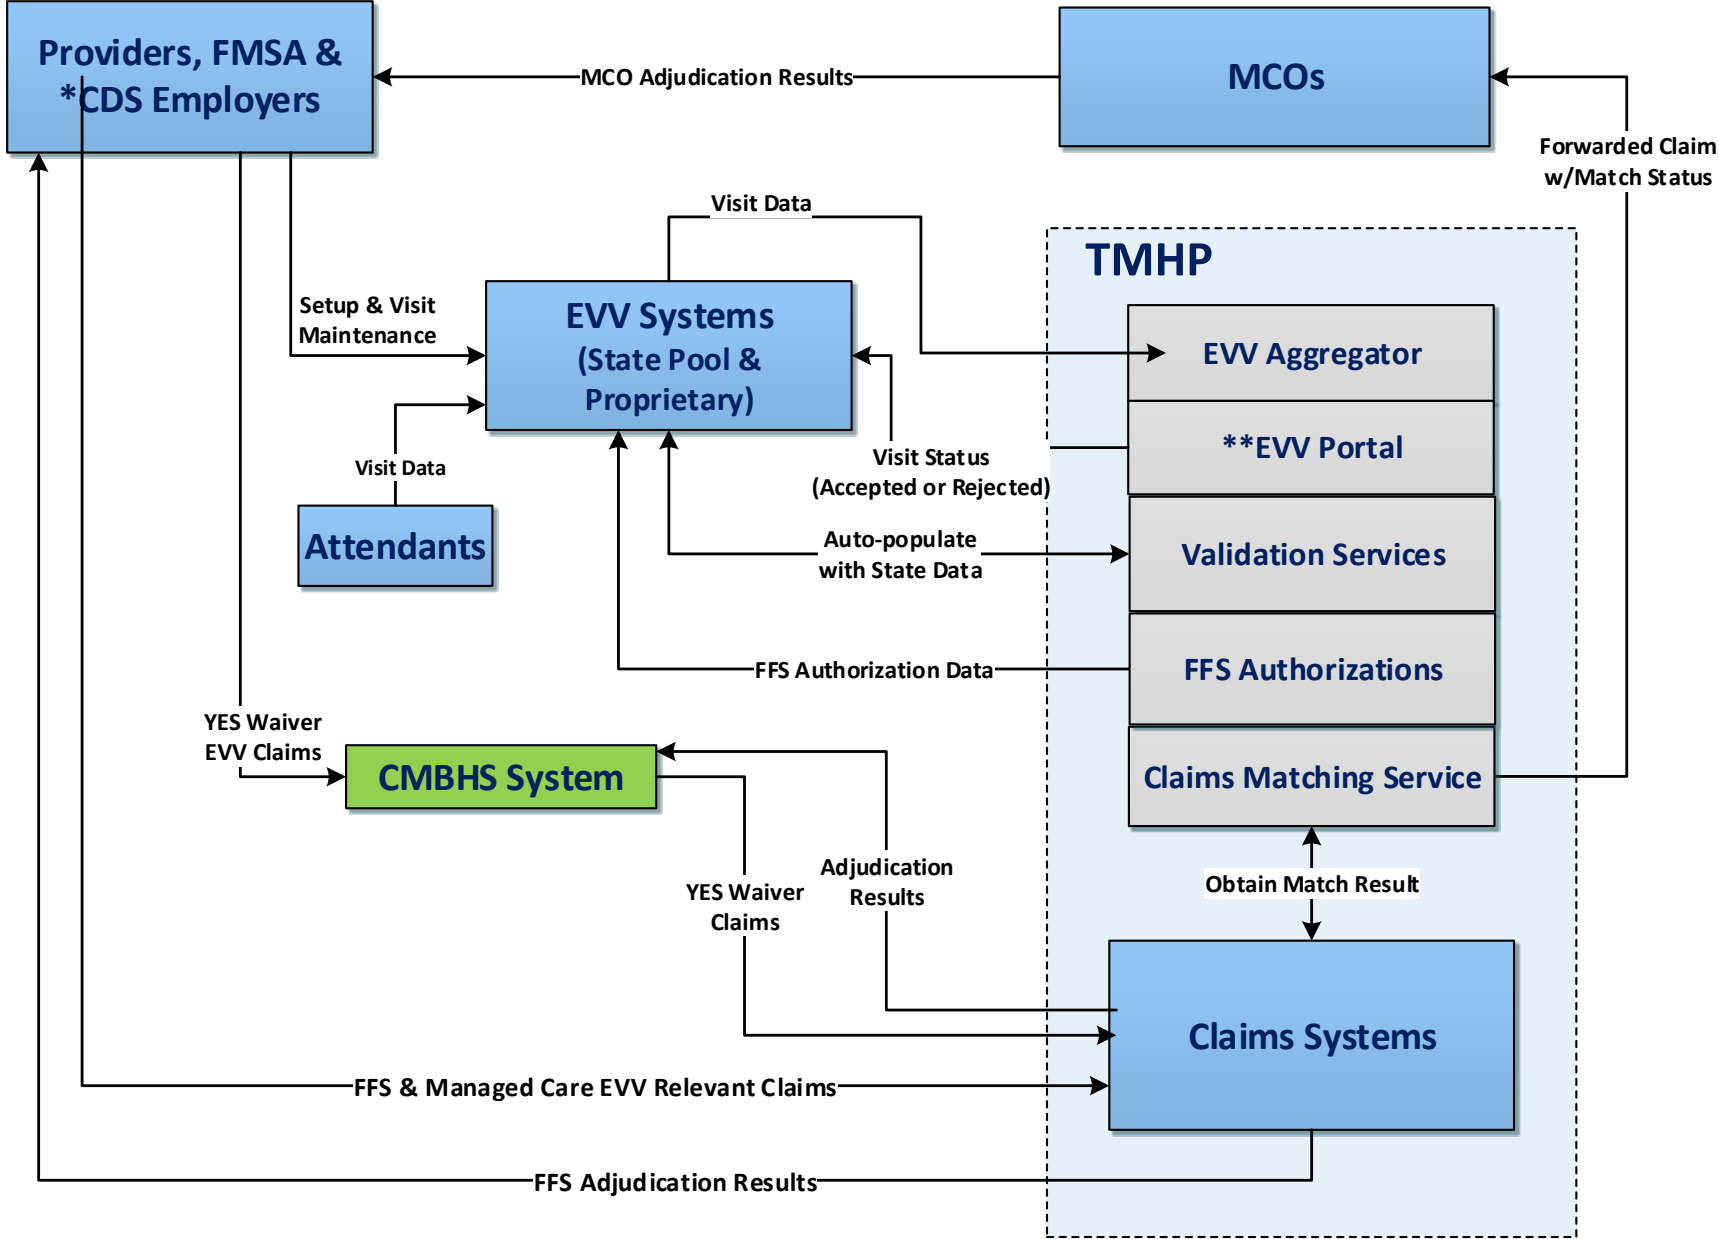 Providers, FMSA &
*CDS Employers
MCO Adjudication Results
MCOs
Forwarded Claim
w/Match Status
Visit Data
TMHP
Setup & Visit
Maintenance
EVV Systems
(State Pool &
Proprietary)
EVV Aggregator
**EVV Portal
Visit Status
(Accepted or Rejected)
Visit Data
Attendants
Auto-populate
with State Data
Validation Services
FFS Authorization Data
FFS Authorizations
YES Waiver
EVV Claims
CMBHS System
Claims Matching Service
Adjudication
Results
YES Waiver
Claims
Obtain Match Result
Claims Systems
FFS & Managed Care EVV Relevant Claims
FFS Adjudication Results